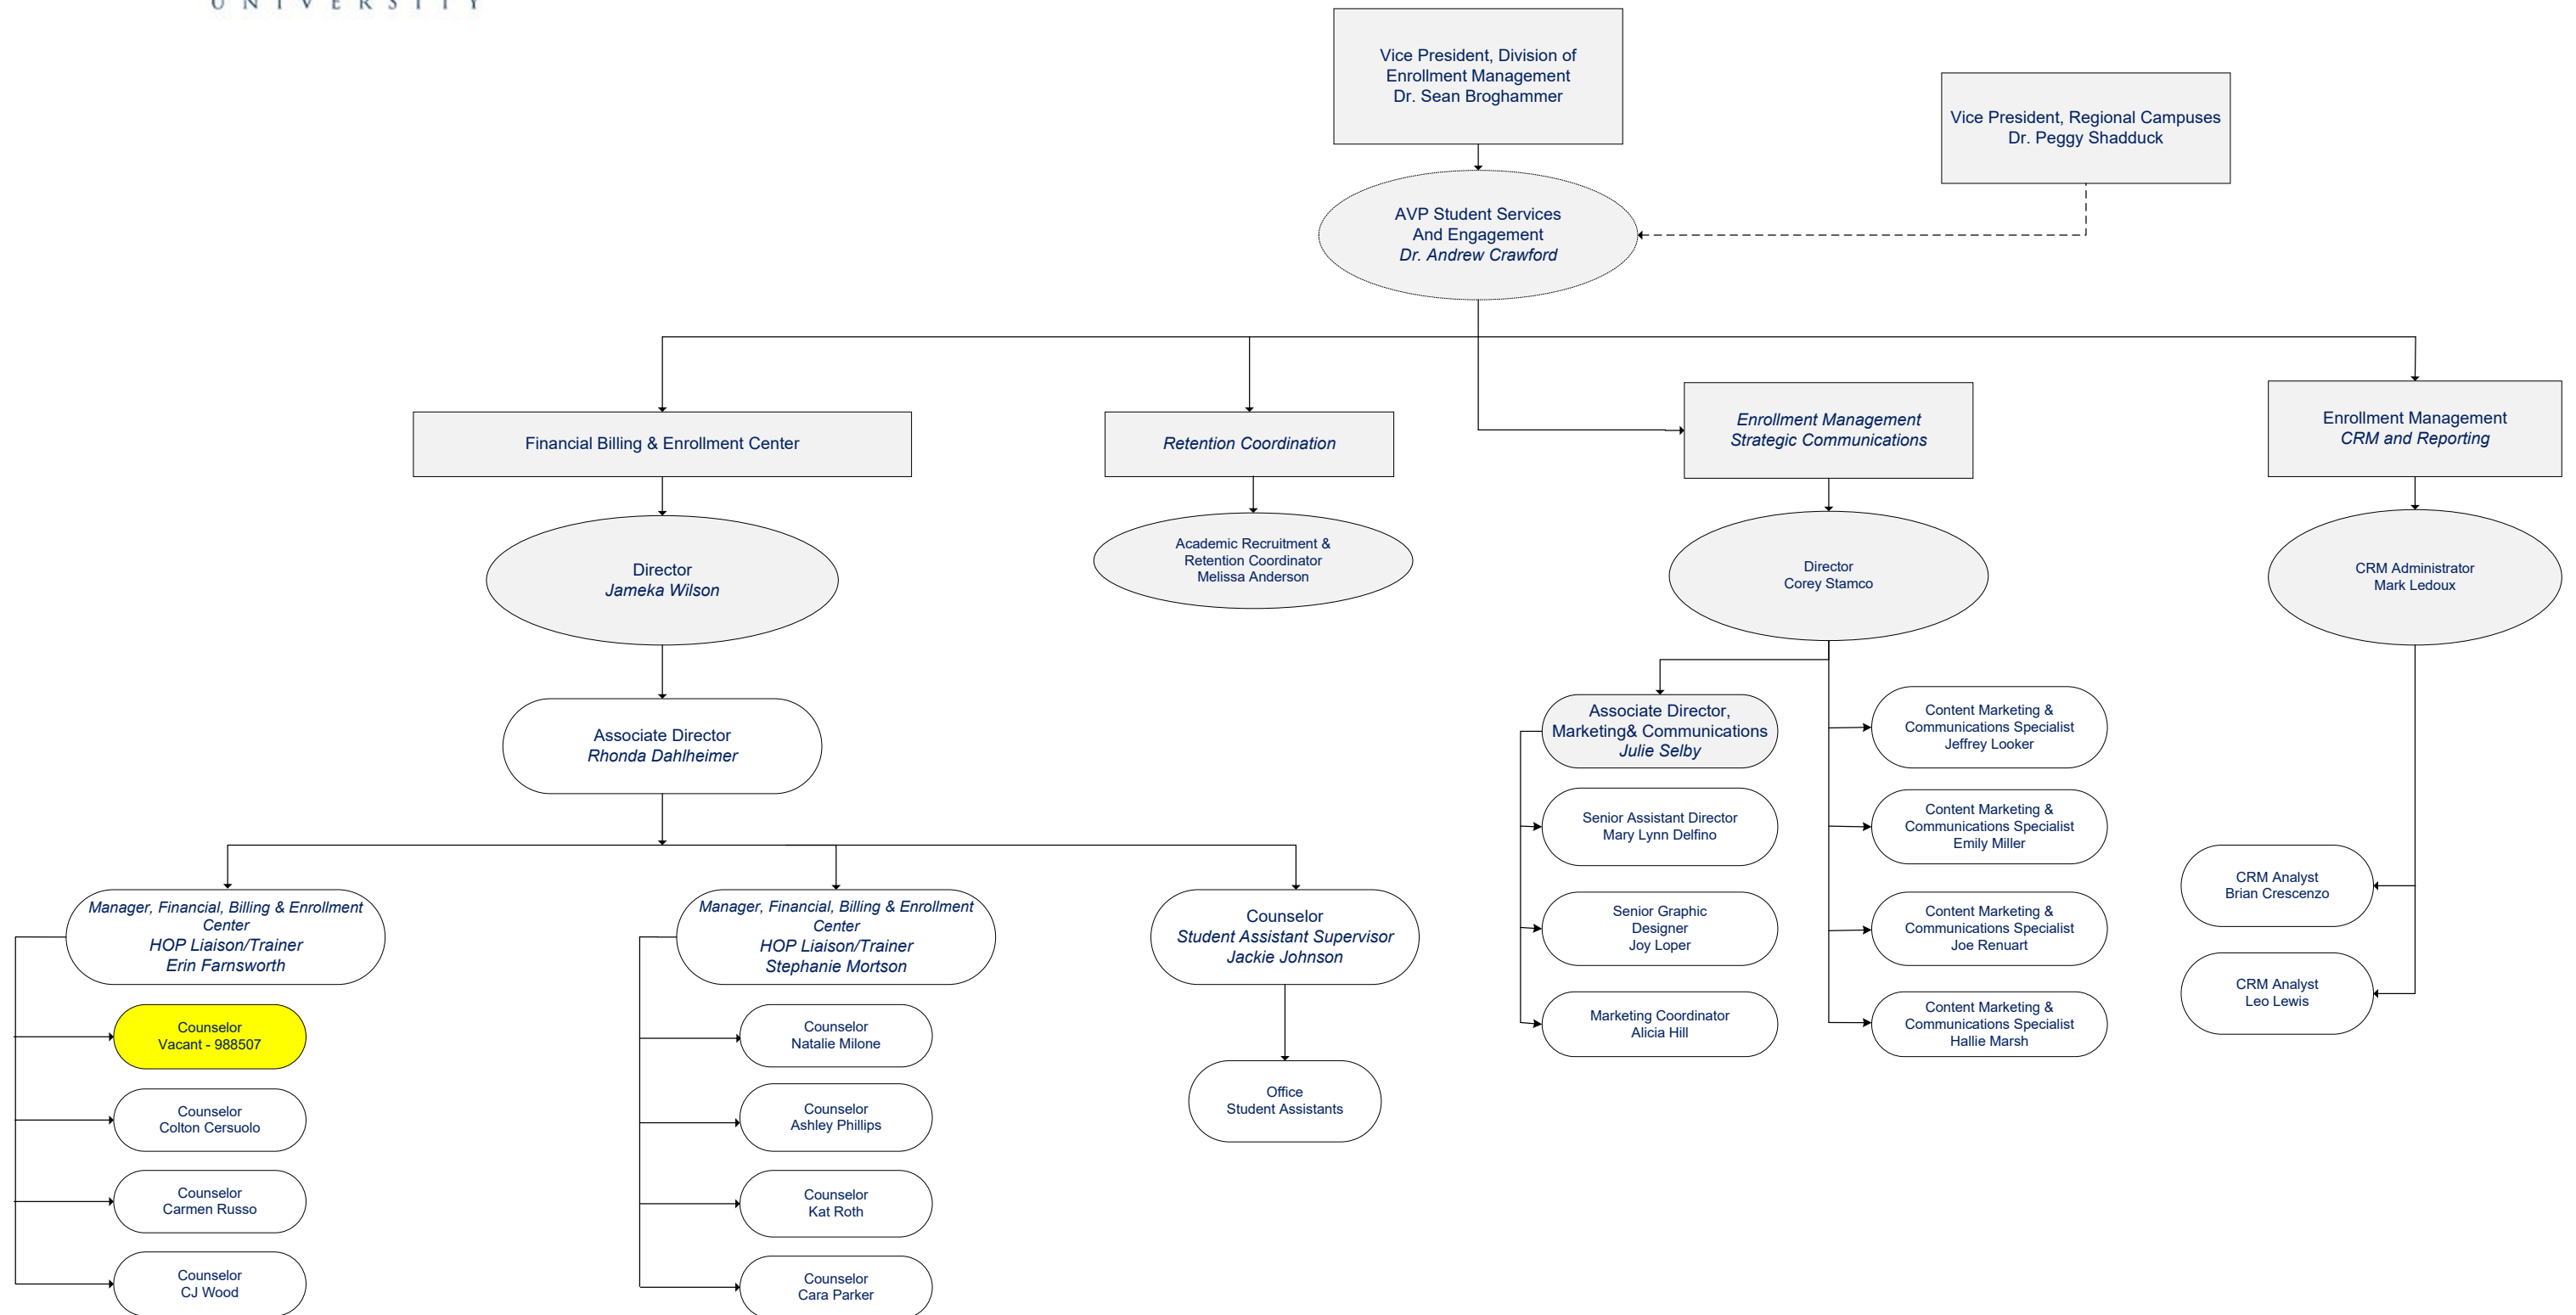 UNIVERSITY
Vice President, Division of
Enrollment Management
Dr. Sean Broghammer
Vice President, Regional Campuses
Dr. Peggy Shadduck
AVP Student Services
And Engagement
Dr. Andrew Crawford
Financial Billing & Enrollment Center
Retention Coordination
Enrollment Management
Strategic Communications
Enrollment Management
CRM and Reporting
Director
Jameka Wilson
Academic Recruitment &
Retention Coordinator
Melissa Anderson
Director
Corey Stamco
CRM Administrator
Mark Ledoux
Associate Director
Rhonda Dahlheimer
Associate Director,
Marketing& Communications
Julie Selby
Senior Assistant Director
Mary Lynn Delfino
Senior Graphic
Designer
Joy Loper
Marketing Coordinator
Alicia Hill
Content Marketing &
Communications Specialist
Jeffrey Looker
Content Marketing &
Communications Specialist
Emily Miller
Content Marketing &
Communications Specialist
Joe Renuart
Content Marketing &
Communications Specialist
Hallie Marsh
CRM Analyst
Brian Crescenzo
CRM Analyst
Leo Lewis
Manager, Financial, Billing & Enrollment
Center
HOP Liaison/Trainer
Erin Farnsworth
Counselor
Vacant - 988507
Counselor
Colton Cersuolo
Counselor
Carmen Russo
Counselor
CJ Wood
Manager, Financial, Billing & Enrollment
Center
HOP Liaison/Trainer
Stephanie Mortson
Counselor
Natalie Milone
Counselor
Ashley Phillips
Counselor
Kat Roth
Counselor
Cara Parker
Counselor
Student Assistant Supervisor
Jackie Johnson
Office
Student Assistants